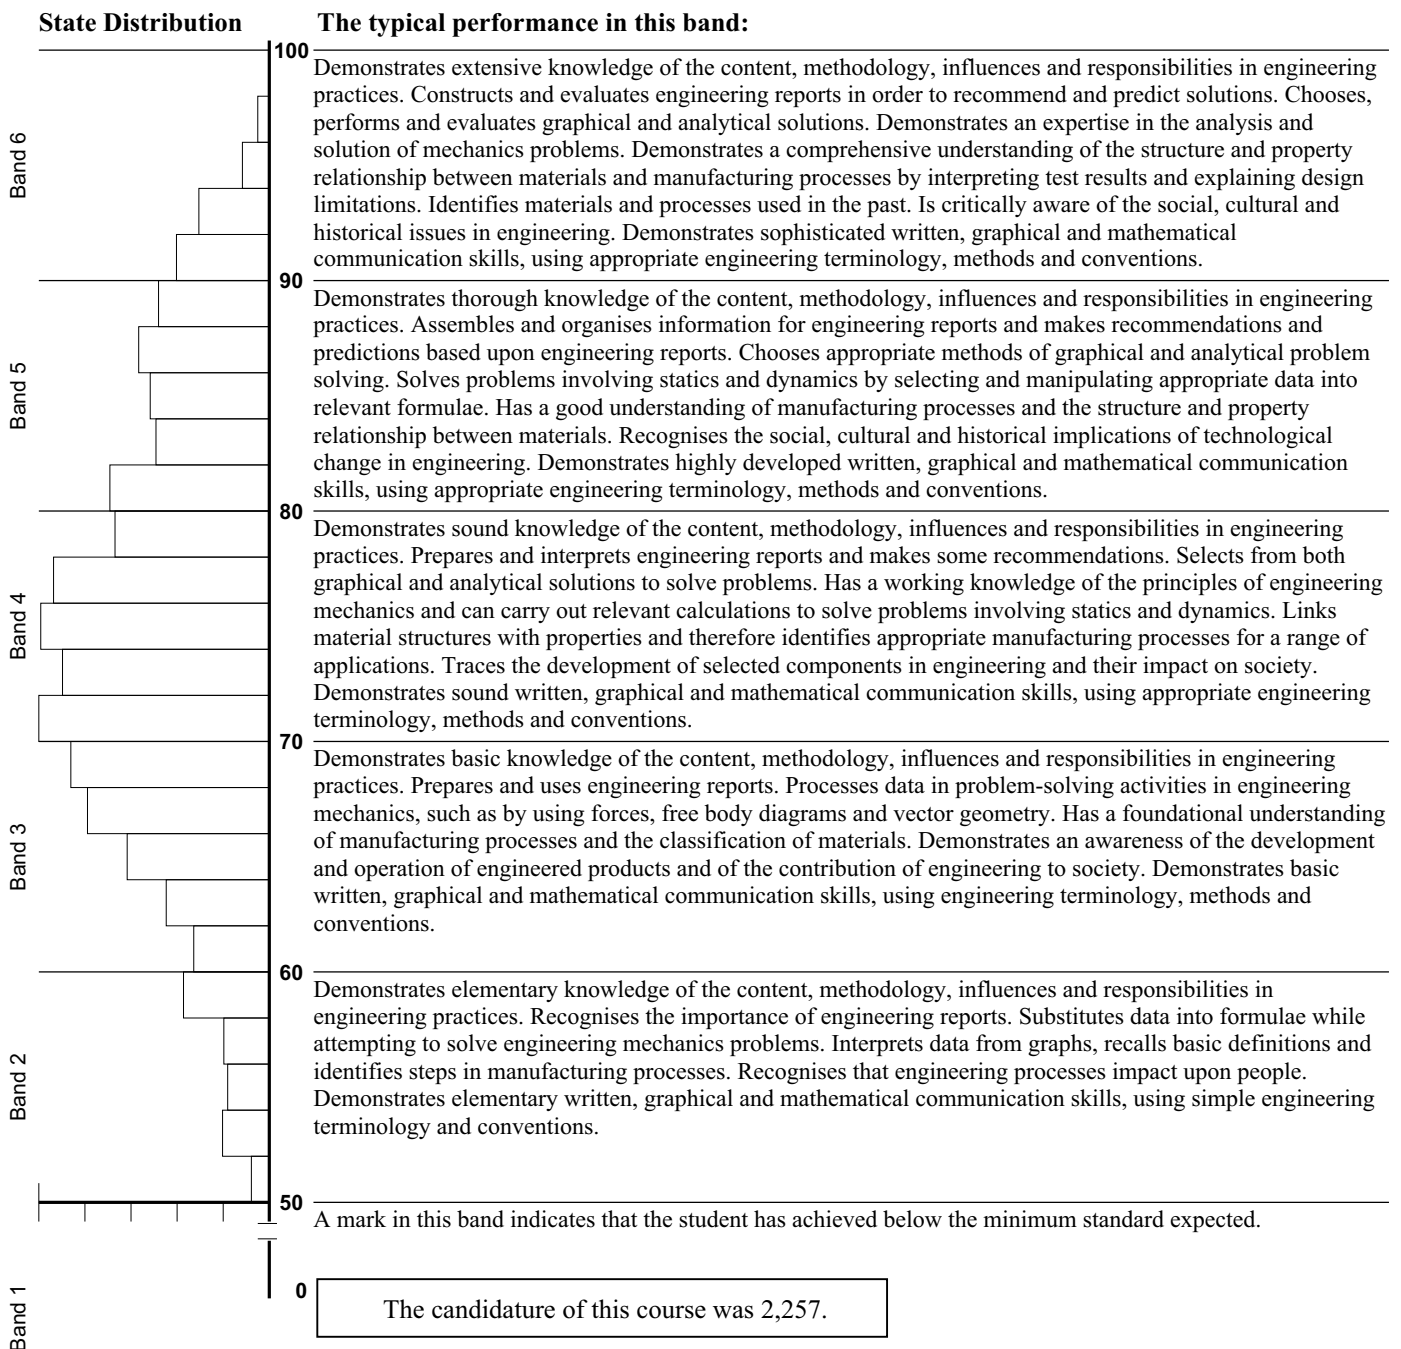 State Distribution
The typical performance in this band:
100
Demonstrates extensive knowledge of the content, methodology, influences and responsibilities in engineering
practices. Constructs and evaluates engineering reports in order to recommend and predict solutions. Chooses,
performs and evaluates graphical and analytical solutions. Demonstrates an expertise in the analysis and
solution of mechanics problems. Demonstrates a comprehensive understanding of the structure and property
relationship between materials and manufacturing processes by interpreting test results and explaining design
limitations. Identifies materials and processes used in the past. Is critically aware of the social, cultural and
historical issues in engineering. Demonstrates sophisticated written, graphical and mathematical
communication skills, using appropriate engineering terminology, methods and conventions.
Band 6
90
Demonstrates thorough knowledge of the content, methodology, influences and responsibilities in engineering
practices. Assembles and organises information for engineering reports and makes recommendations and
predictions based upon engineering reports. Chooses appropriate methods of graphical and analytical problem
solving. Solves problems involving statics and dynamics by selecting and manipulating appropriate data into
relevant formulae. Has a good understanding of manufacturing processes and the structure and property
relationship between materials. Recognises the social, cultural and historical implications of technological
change in engineering. Demonstrates highly developed written, graphical and mathematical communication
skills, using appropriate engineering terminology, methods and conventions.
Band 5
80
Demonstrates sound knowledge of the content, methodology, influences and responsibilities in engineering
practices. Prepares and interprets engineering reports and makes some recommendations. Selects from both
graphical and analytical solutions to solve problems. Has a working knowledge of the principles of engineering
mechanics and can carry out relevant calculations to solve problems involving statics and dynamics. Links
material structures with properties and therefore identifies appropriate manufacturing processes for a range of
applications. Traces the development of selected components in engineering and their impact on society.
Demonstrates sound written, graphical and mathematical communication skills, using appropriate engineering
terminology, methods and conventions.
Band 4
70
Demonstrates basic knowledge of the content, methodology, influences and responsibilities in engineering
practices. Prepares and uses engineering reports. Processes data in problem-solving activities in engineering
mechanics, such as by using forces, free body diagrams and vector geometry. Has a foundational understanding
of manufacturing processes and the classification of materials. Demonstrates an awareness of the development
and operation of engineered products and of the contribution of engineering to society. Demonstrates basic
written, graphical and mathematical communication skills, using engineering terminology, methods and
conventions.
Band 3
60
Demonstrates elementary knowledge of the content, methodology, influences and responsibilities in
engineering practices. Recognises the importance of engineering reports. Substitutes data into formulae while
attempting to solve engineering mechanics problems. Interprets data from graphs, recalls basic definitions and
identifies steps in manufacturing processes. Recognises that engineering processes impact upon people.
Demonstrates elementary written, graphical and mathematical communication skills, using simple engineering
terminology and conventions.
Band 2
50
A mark in this band indicates that the student has achieved below the minimum standard expected.
0
Band 1
The candidature of this course was 2,257.